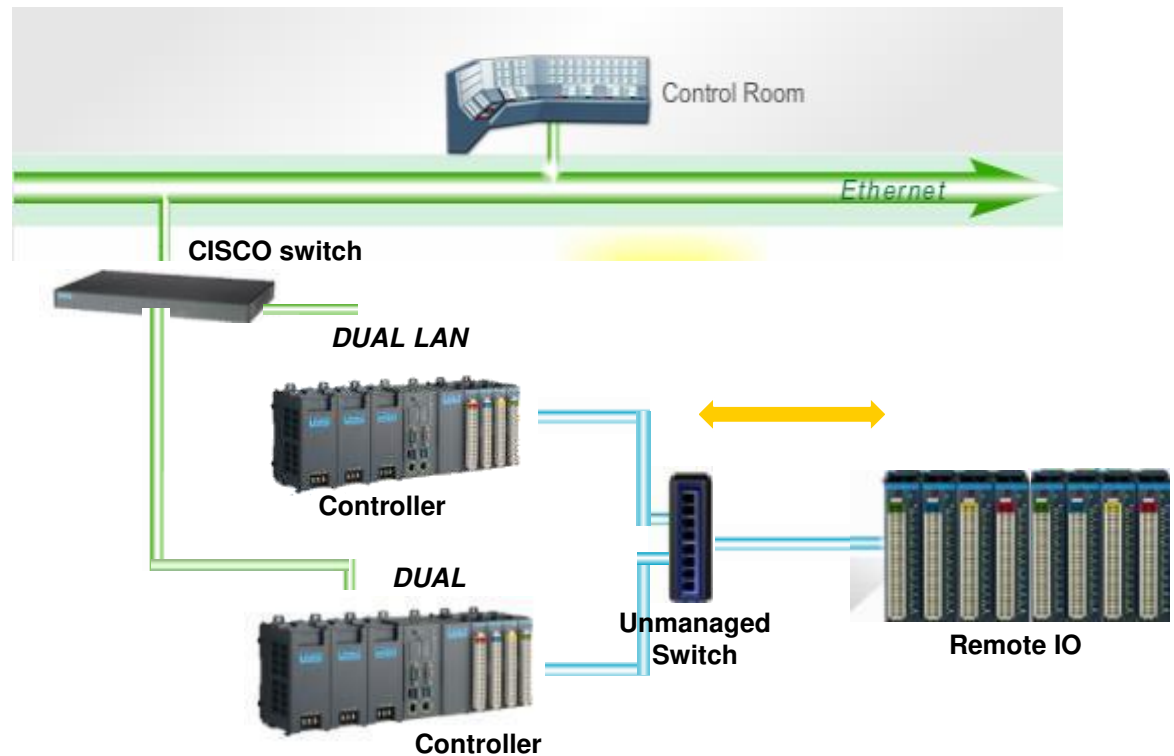 Control Room
Ethernet
CISCO switch
DUAL LAN
Controller
DUAL
Unmanaged
Switch
Remote IO
Controller